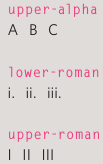 upper-alpha
A B C
lower-roman
i. ii. iii.
upper-roman
I II III